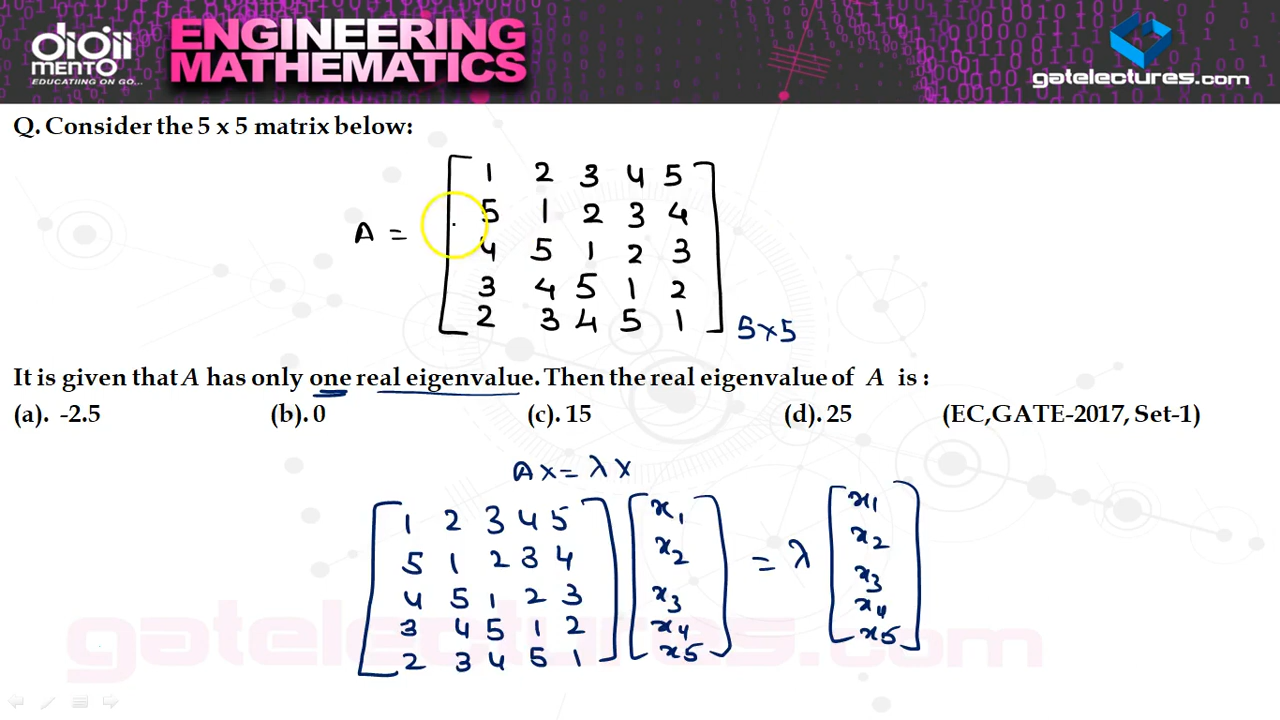 digii
MENTO
EDUCATIING ON GO...
ENGINEERING
MATHEMATICS
gatelectures.com
Q. Consider the 5 x 5 matrix below:
A =
1 2 3 4 5
5 1 2 3 4
4 5 1 2 3
3 4 5 1 2
2 3 4 5 1
5×5
It is given that A has only one real eigenvalue. Then the real eigenvalue of A is :
(a). -2.5 (b). 0 (c). 15 (d). 25 (EC,GATE-2017, Set-1)
Ax = λx
1 2 3 4 5 x1 x1
5 1 2 3 4 x2 = λ x2
4 5 1 2 3 x3 x3
3 4 5 1 2 x4 x4
2 3 4 5 1 x5 x5
gatelectures.com